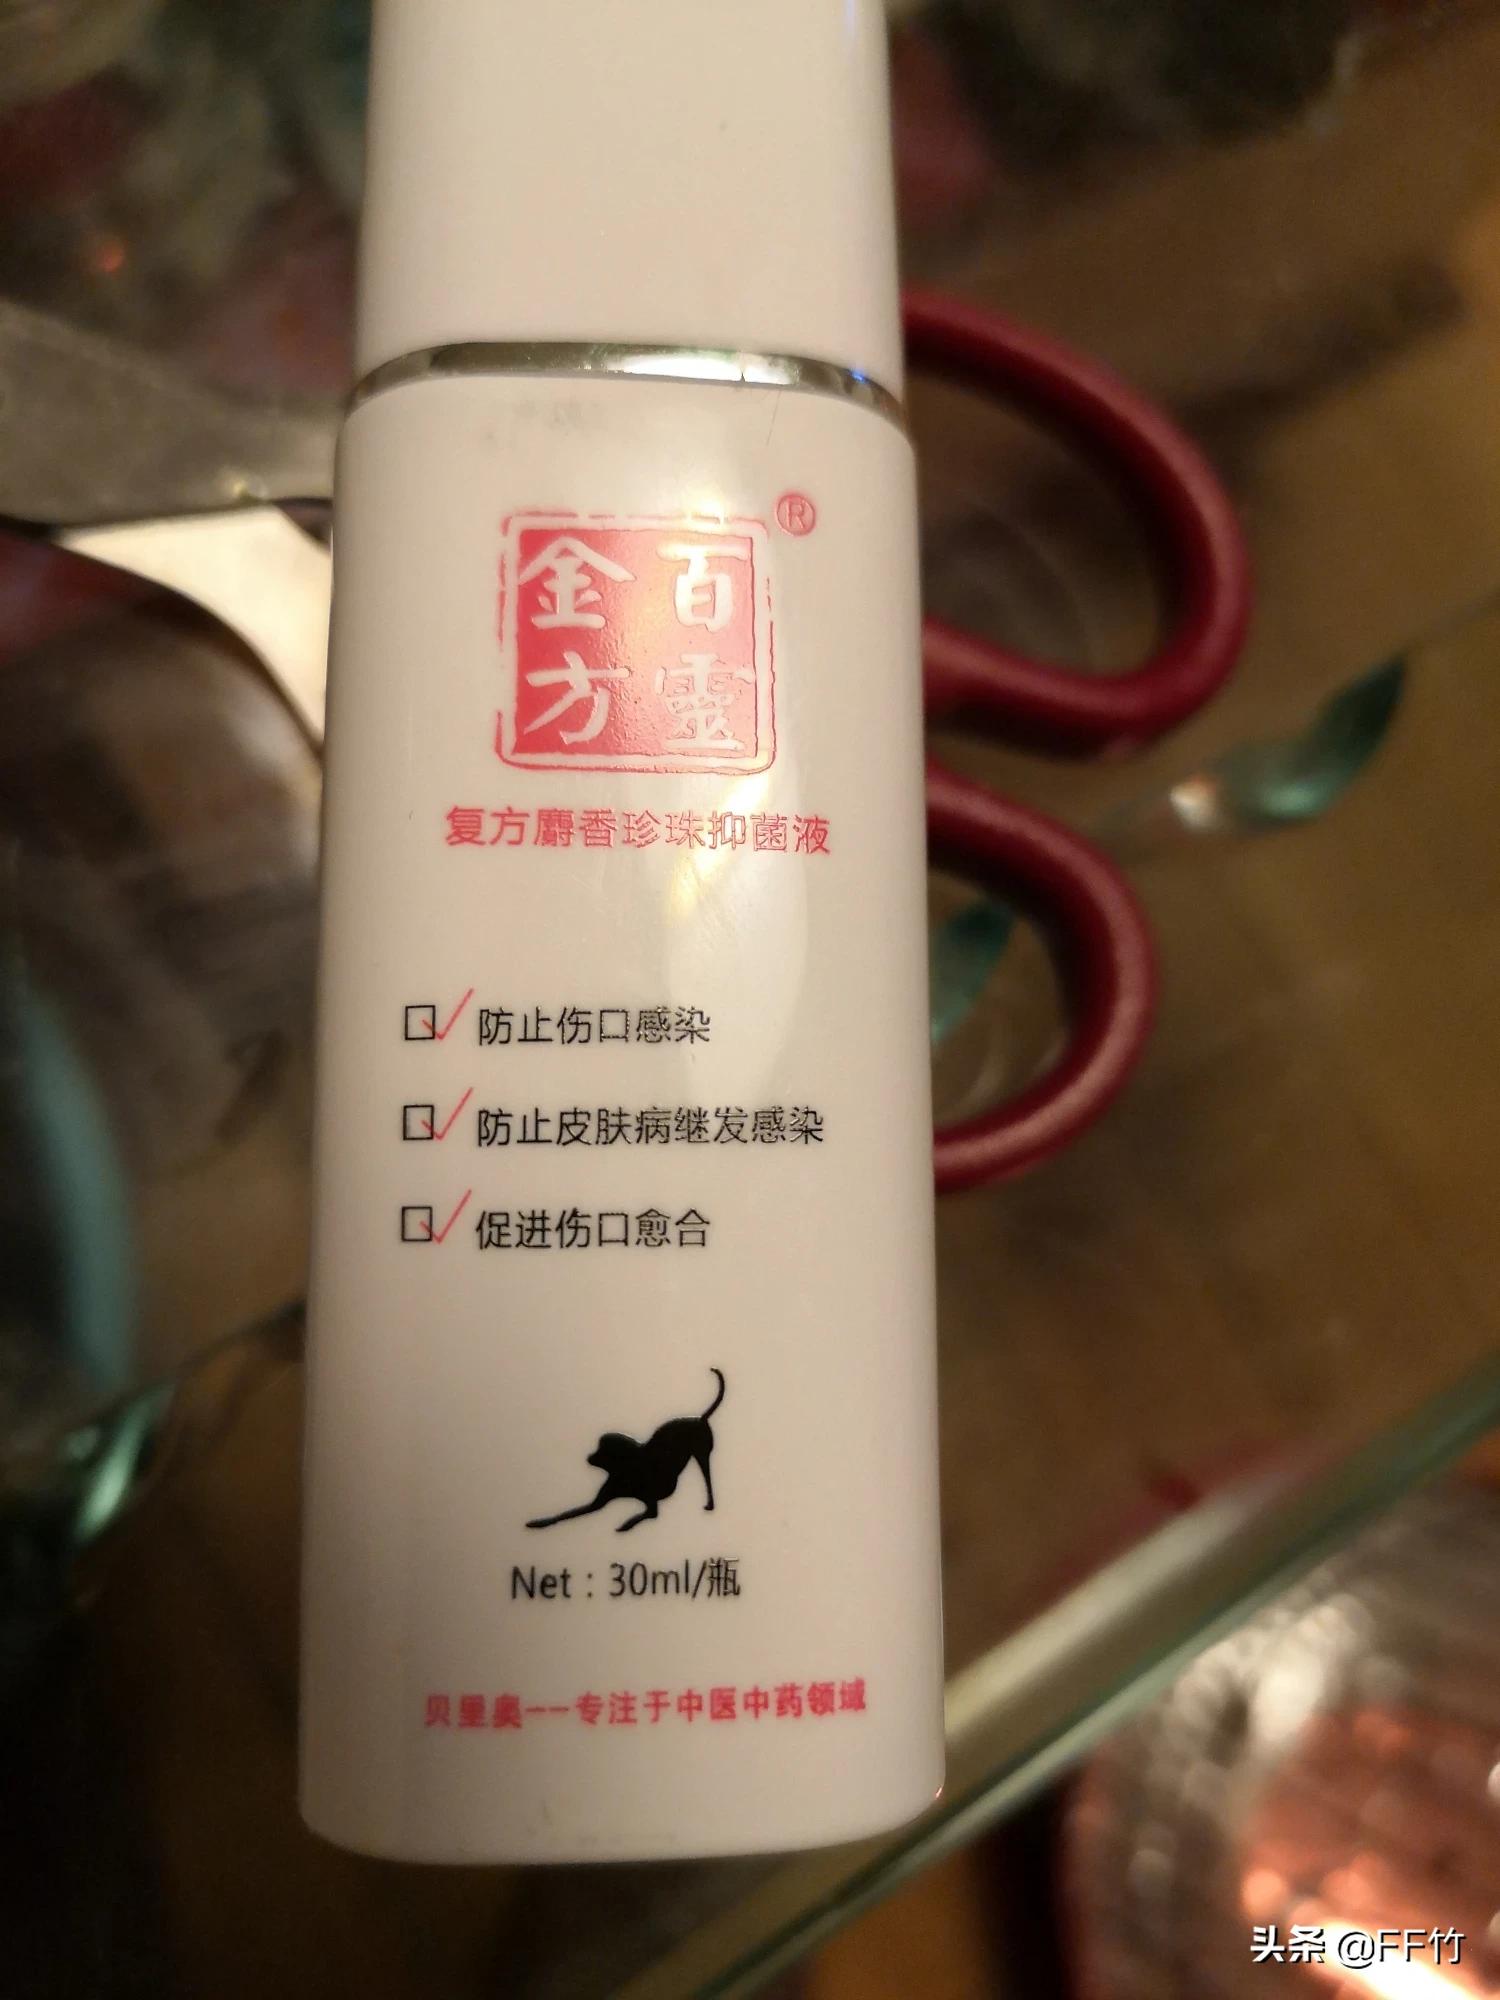 百靈
金方
®
复方麝香珍珠抑菌液
防止伤口感染
防止皮肤病继发感染
促进伤口愈合
Net：30ml/瓶
贝里奥——专注于中医中药领域
头条 @FF竹